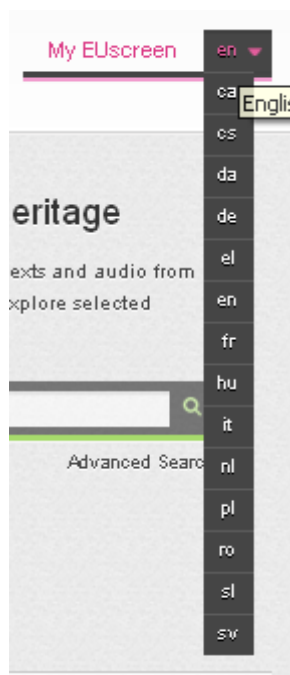 My EUscreen en
ca
Englis
cs
da
eritage
de
exts and audio from
el
xplore selected
en
fr
hu
it
Advanced Searc
nl
pl
ro
sl
sv